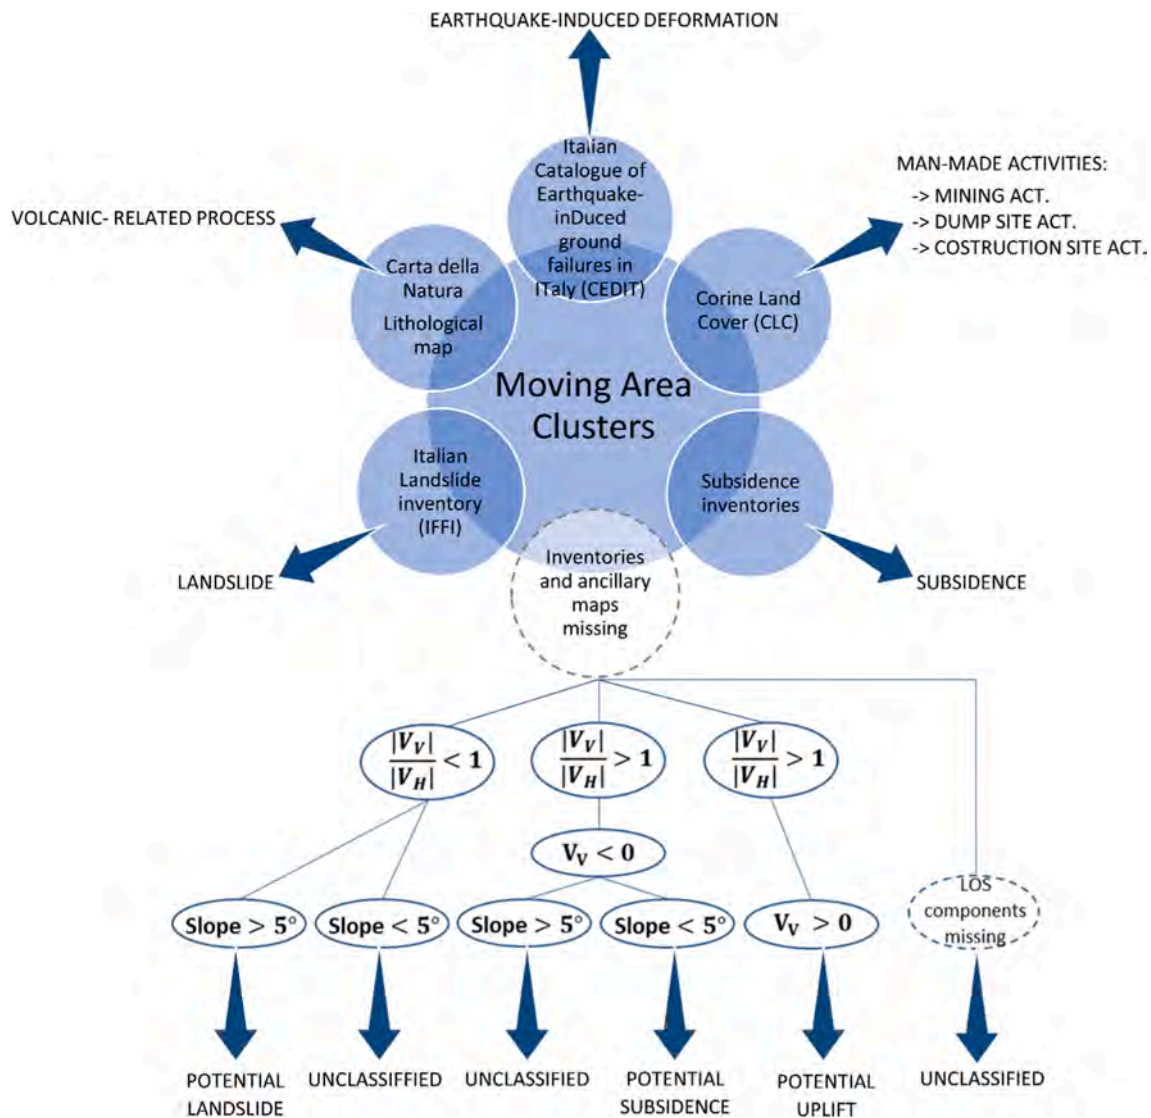 EARTHQUAKE-INDUCED DEFORMATION
Italian
Catalogue of
Earthquake-
inDuced
ground
failures in
ITaly (CEDIT)
MAN-MADE ACTIVITIES:
-> MINING ACT.
-> DUMP SITE ACT.
-> COSTRUCTION SITE ACT.
VOLCANIC- RELATED PROCESS
Carta della
Natura
Lithological
map
Corine Land
Cover (CLC)
Moving Area
Clusters
Italian
Landslide
inventory
(IFFI)
Subsidence
inventories
LANDSLIDE
Inventories
and ancillary
maps
missing
SUBSIDENCE
|V_V| / |V_H| < 1
|V_V| / |V_H| > 1
|V_V| / |V_H| > 1
V_V < 0
Slope > 5°
Slope < 5°
Slope > 5°
Slope < 5°
V_V > 0
LOS
components
missing
POTENTIAL
LANDSLIDE
UNCLASSIFFIED
UNCLASSIFIED
POTENTIAL
SUBSIDENCE
POTENTIAL
UPLIFT
UNCLASSIFIED